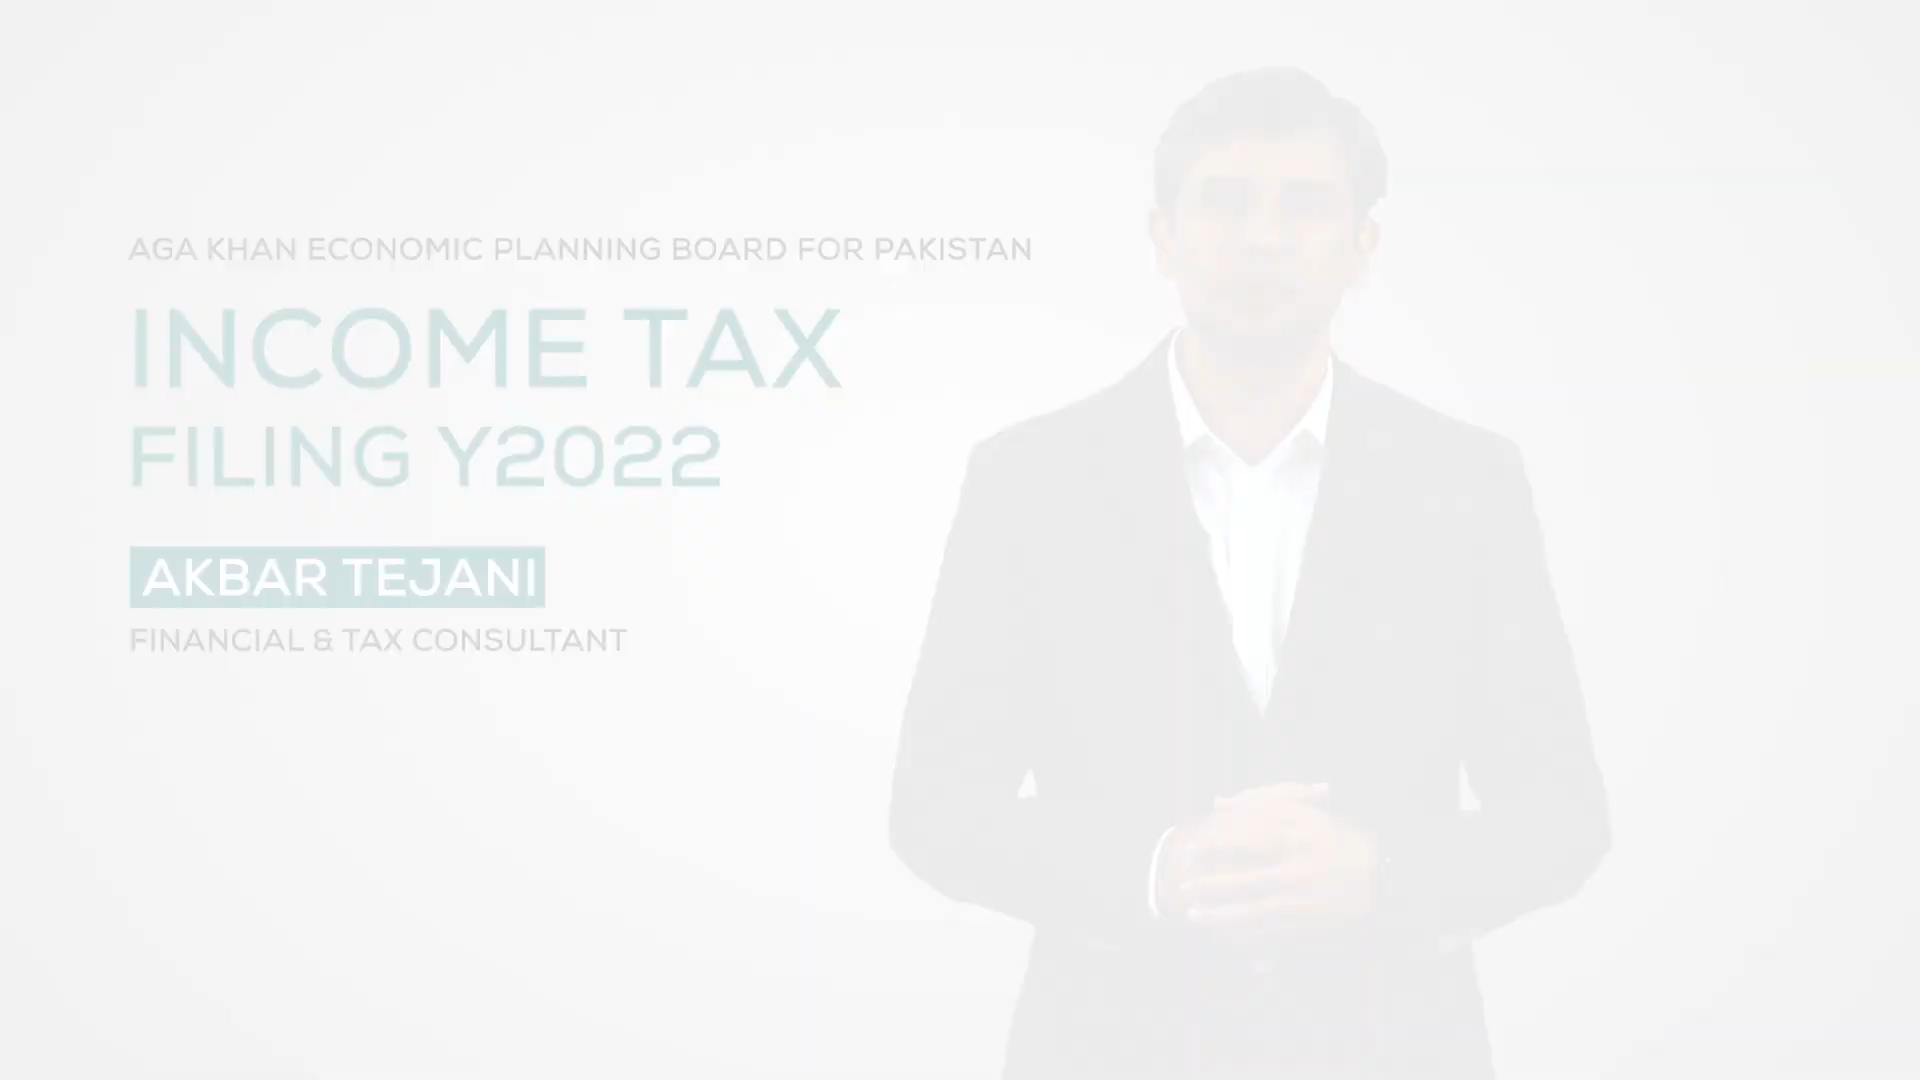 AGA KHAN ECONOMIC PLANNING BOARD FOR PAKISTAN
INCOME TAX
FILING Y2022
AKBAR TEJANI
FINANCIAL & TAX CONSULTANT